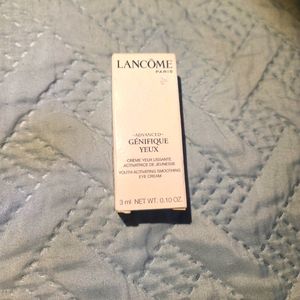 LANCÔME
PARIS
-ADVANCED-
GÉNIFIQUE
YEUX
CRÈME YEUX LISSANTE
ACTIVATRICE DE JEUNESSE
YOUTH ACTIVATING SMOOTHING
EYE CREAM
3 ml NET WT. 0.10 OZ.